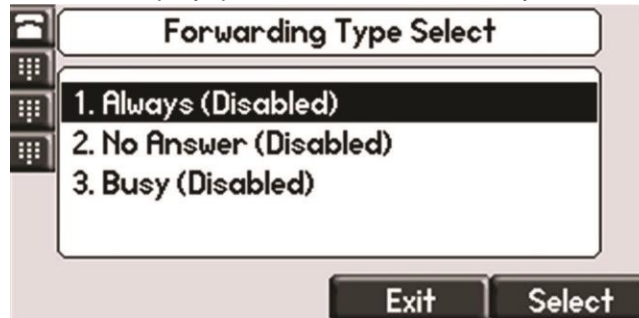 Forwarding Type Select
1. Always (Disabled)
2. No Answer (Disabled)
3. Busy (Disabled)
Exit Select